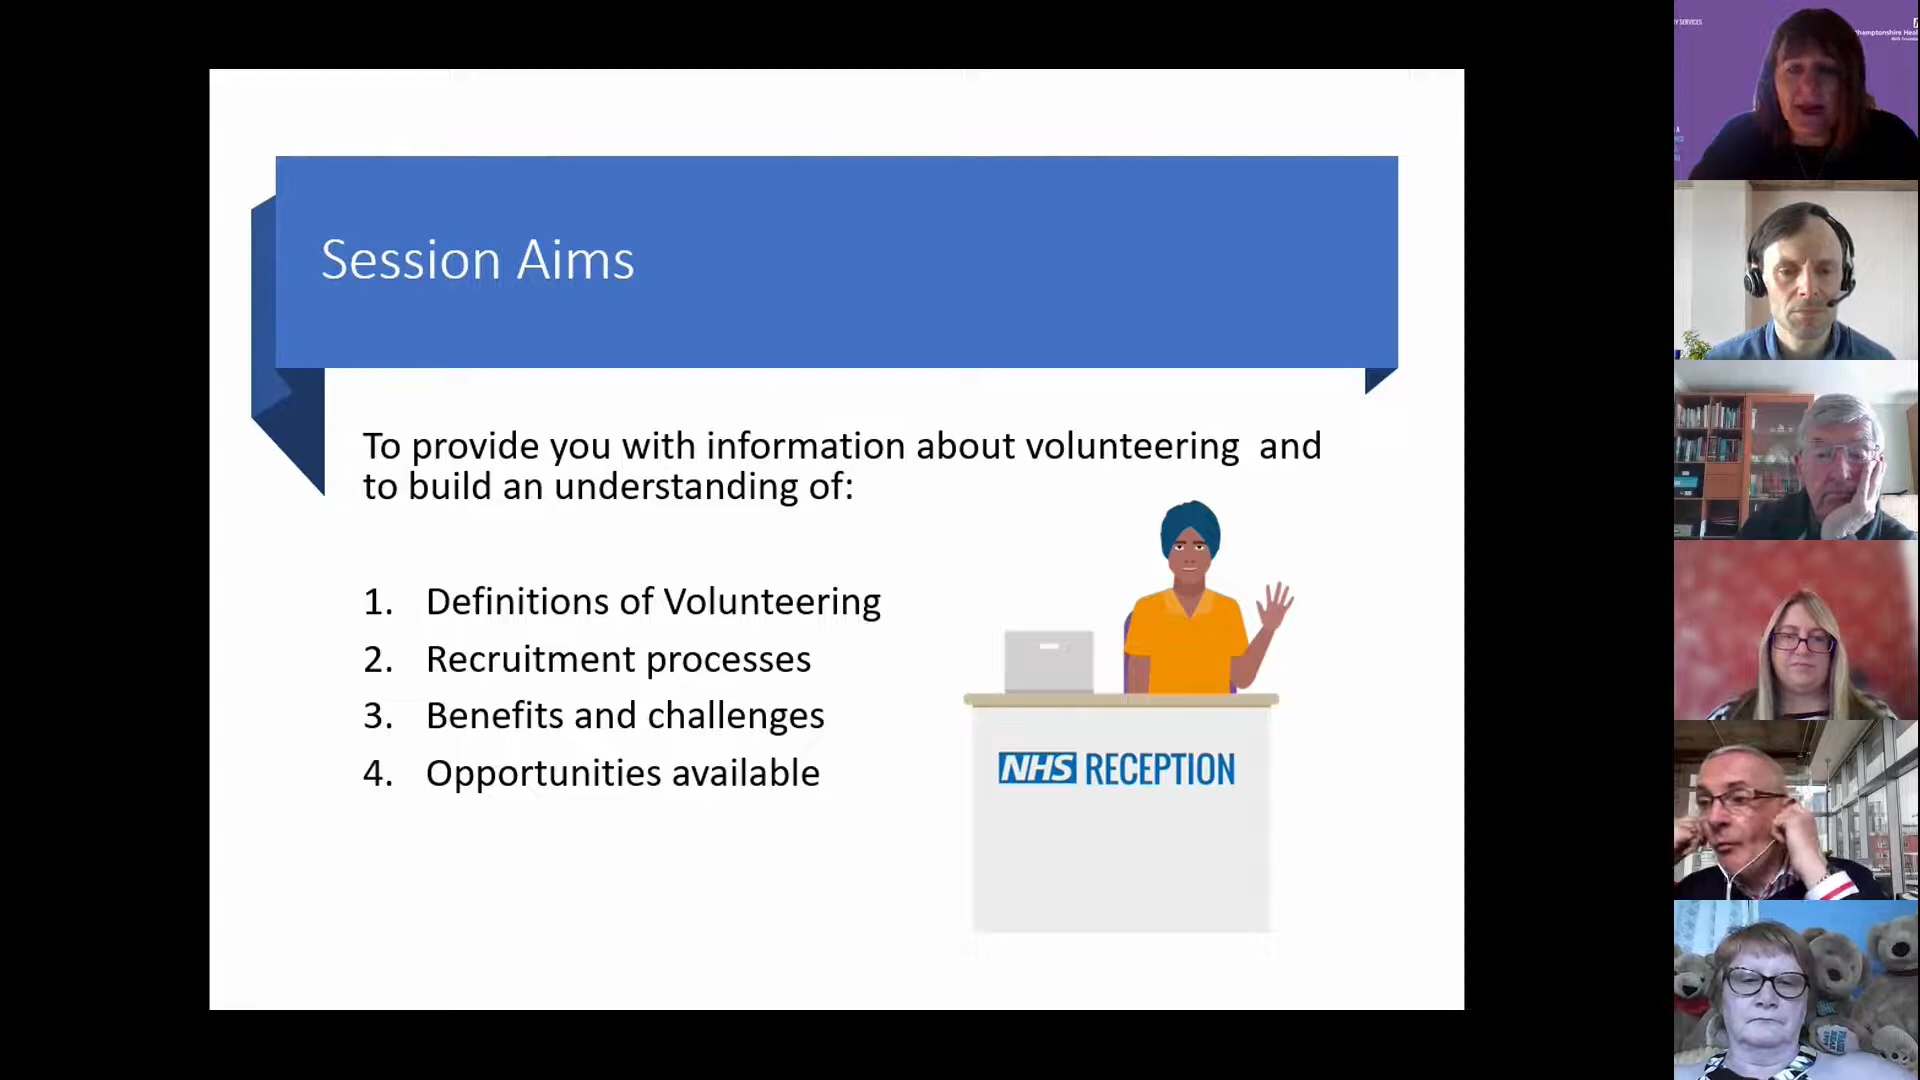 Session Aims
To provide you with information about volunteering and
to build an understanding of:
1. Definitions of Volunteering
2. Recruitment processes
3. Benefits and challenges
4. Opportunities available
NHS RECEPTION